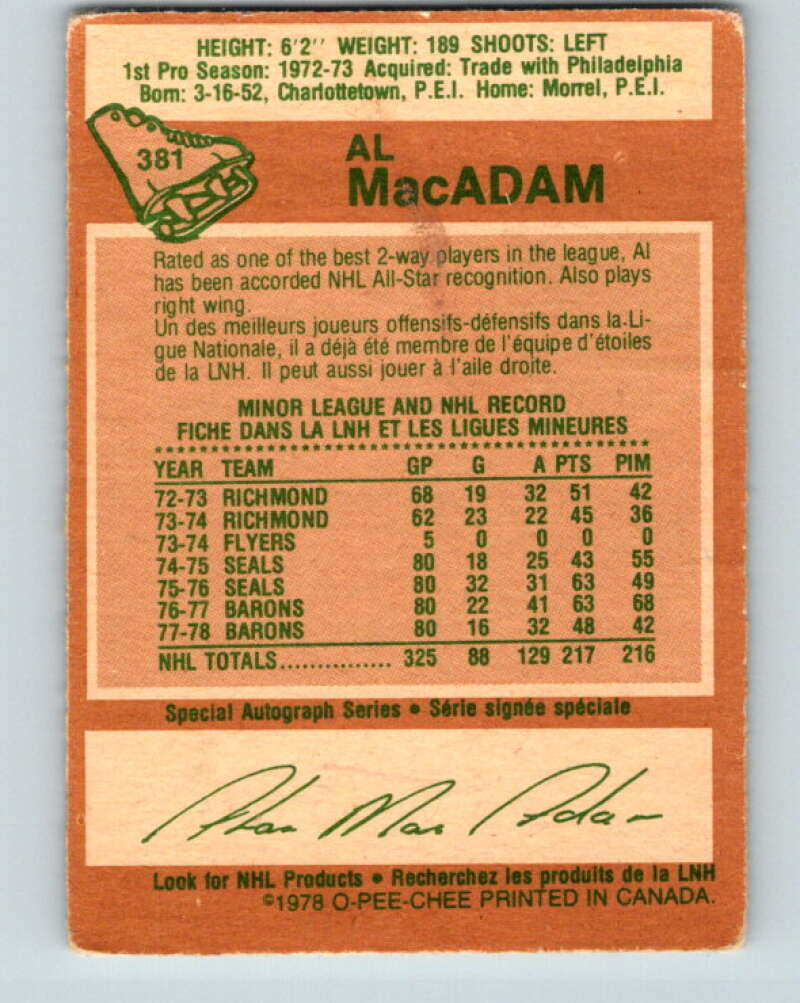 HEIGHT: 6'2'' WEIGHT: 189 SHOOTS: LEFT
1st Pro Season: 1972-73 Acquired: Trade with Philadelphia
Born: 3-16-52, Charlottetown, P.E.I. Home: Morrel, P.E.I.
381
AL
MacADAM
Rated as one of the best 2-way players in the league, Al
has been accorded NHL All-Star recognition. Also plays
right wing.
Un des meilleurs joueurs offensifs-défensifs dans la Li-
gue Nationale, il a déjà été membre de l'équipe d'étoiles
de la LNH. Il peut aussi jouer à l'aile droite.
MINOR LEAGUE AND NHL RECORD
FICHE DANS LA LNH ET LES LIGUES MINEURES
YEAR TEAM GP G A PTS PIM
72-73 RICHMOND 68 19 32 51 42
73-74 RICHMOND 62 23 22 45 36
73-74 FLYERS 5 0 0 0 0
74-75 SEALS 80 18 25 43 55
75-76 SEALS 80 32 31 63 49
76-77 BARONS 80 22 41 63 68
77-78 BARONS 80 16 32 48 42
NHL TOTALS............... 325 88 129 217 216
Special Autograph Series • Série signée spéciale
Alan Mac Adam
Look for NHL Products • Recherchez les produits de la LNH
©1978 O-PEE-CHEE PRINTED IN CANADA.